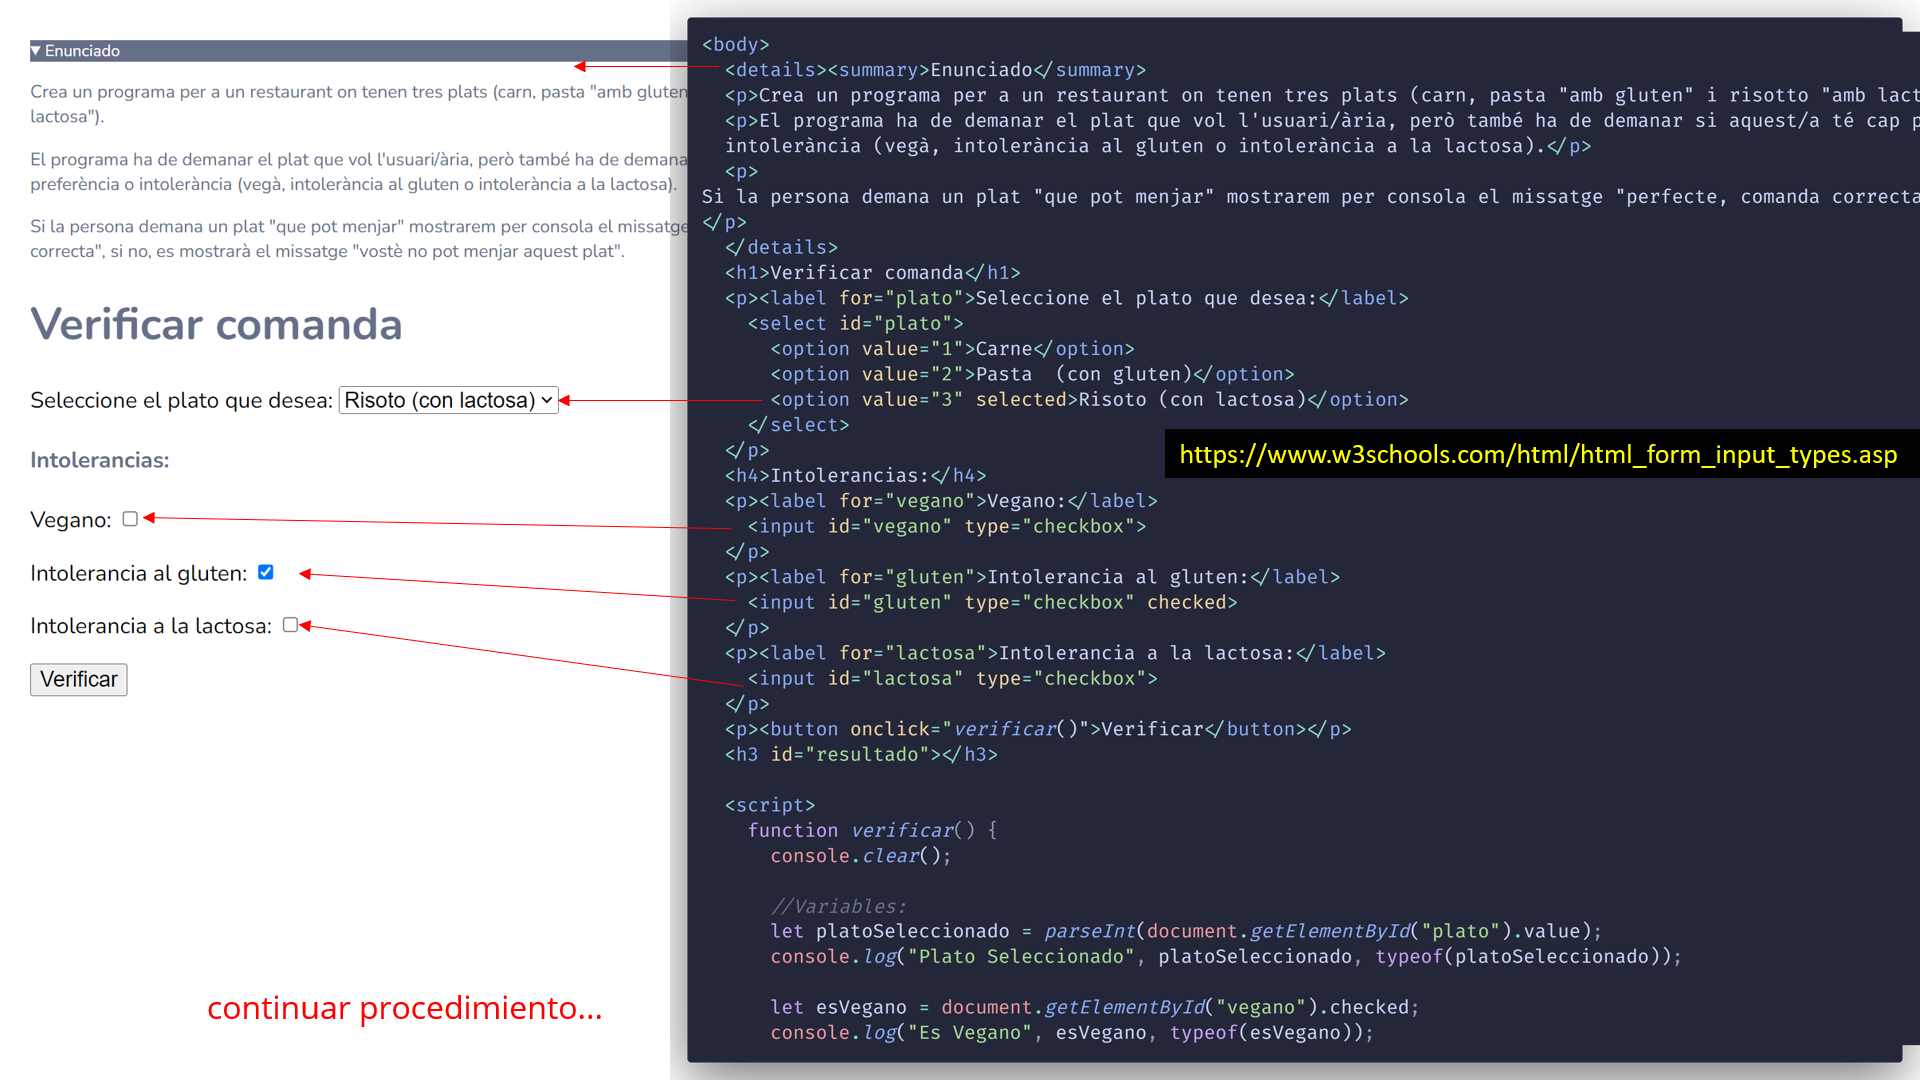 ▼ Enunciado
Crea un programa per a un restaurant on tenen tres plats (carn, pasta "amb gluten
lactosa").
El programa ha de demanar el plat que vol l'usuari/ària, però també ha de demana
preferència o intolerància (vegà, intolerància al gluten o intolerància a la lactosa).
Si la persona demana un plat "que pot menjar" mostrarem per consola el missatge
correcta", si no, es mostrarà el missatge "vostè no pot menjar aquest plat".
Verificar comanda
Seleccione el plato que desea: Risoto (con lactosa)
Intolerancias:
Vegano:
Intolerancia al gluten:
Intolerancia a la lactosa:
Verificar
continuar procedimiento...
<body>
<details><summary>Enunciado</summary>
<p>Crea un programa per a un restaurant on tenen tres plats (carn, pasta "amb gluten" i risotto "amb lact
<p>El programa ha de demanar el plat que vol l'usuari/ària, però també ha de demanar si aquest/a té cap p
intolerància (vegà, intolerància al gluten o intolerància a la lactosa).</p>
<p>
Si la persona demana un plat "que pot menjar" mostrarem per consola el missatge "perfecte, comanda correcta
</p>
</details>
<h1>Verificar comanda</h1>
<p><label for="plato">Seleccione el plato que desea:</label>
<select id="plato">
<option value="1">Carne</option>
<option value="2">Pasta  (con gluten)</option>
<option value="3" selected>Risoto (con lactosa)</option>
</select>
</p>
https://www.w3schools.com/html/html_form_input_types.asp
<h4>Intolerancias:</h4>
<p><label for="vegano">Vegano:</label>
<input id="vegano" type="checkbox">
</p>
<p><label for="gluten">Intolerancia al gluten:</label>
<input id="gluten" type="checkbox" checked>
</p>
<p><label for="lactosa">Intolerancia a la lactosa:</label>
<input id="lactosa" type="checkbox">
</p>
<p><button onclick="verificar()">Verificar</button></p>
<h3 id="resultado"></h3>
<script>
function verificar() {
console.clear();
//Variables:
let platoSeleccionado = parseInt(document.getElementById("plato").value);
console.log("Plato Seleccionado", platoSeleccionado, typeof(platoSeleccionado));
let esVegano = document.getElementById("vegano").checked;
console.log("Es Vegano", esVegano, typeof(esVegano));